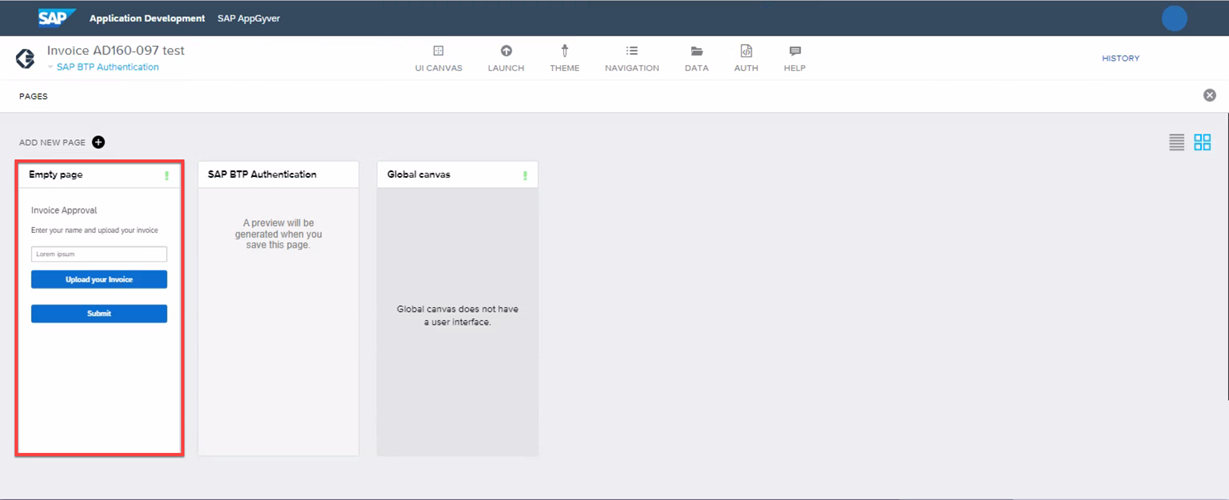 SAP Application Development SAP AppGyver
Invoice AD160-097 test
SAP BTP Authentication
UI CANVAS LAUNCH THEME NAVIGATION DATA AUTH HELP
HISTORY
PAGES
ADD NEW PAGE
Empty page
Invoice Approval
Enter your name and upload your invoice
Lorem ipsum
Upload your Invoice
Submit
SAP BTP Authentication
A preview will be
generated when you
save this page.
Global canvas
Global canvas does not have
a user interface.